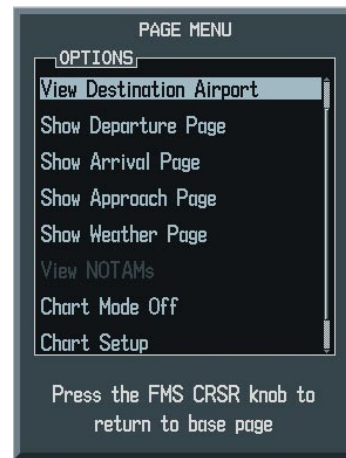 PAGE MENU
OPTIONS
View Destination Airport
Show Departure Page
Show Arrival Page
Show Approach Page
Show Weather Page
View NOTAMs
Chart Mode Off
Chart Setup
Press the FMS CRSR knob to
return to base page